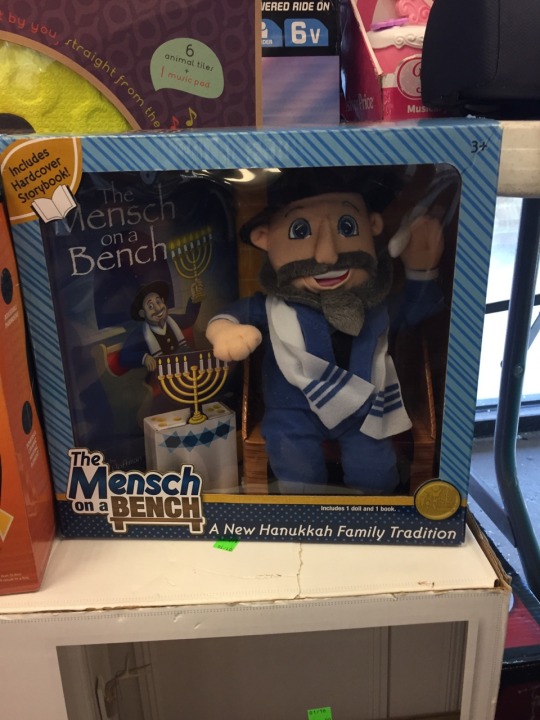 t by you, straight from the
6
animal tiles
+
1 music pad
VERED RIDE ON
6V
Mus
3+
Includes
Hardcover
Storybook!
The
Mensch
on a
Bench
The
Mensch
on a BENCH
Includes 1 doll and 1 book.
A New Hanukkah Family Tradition